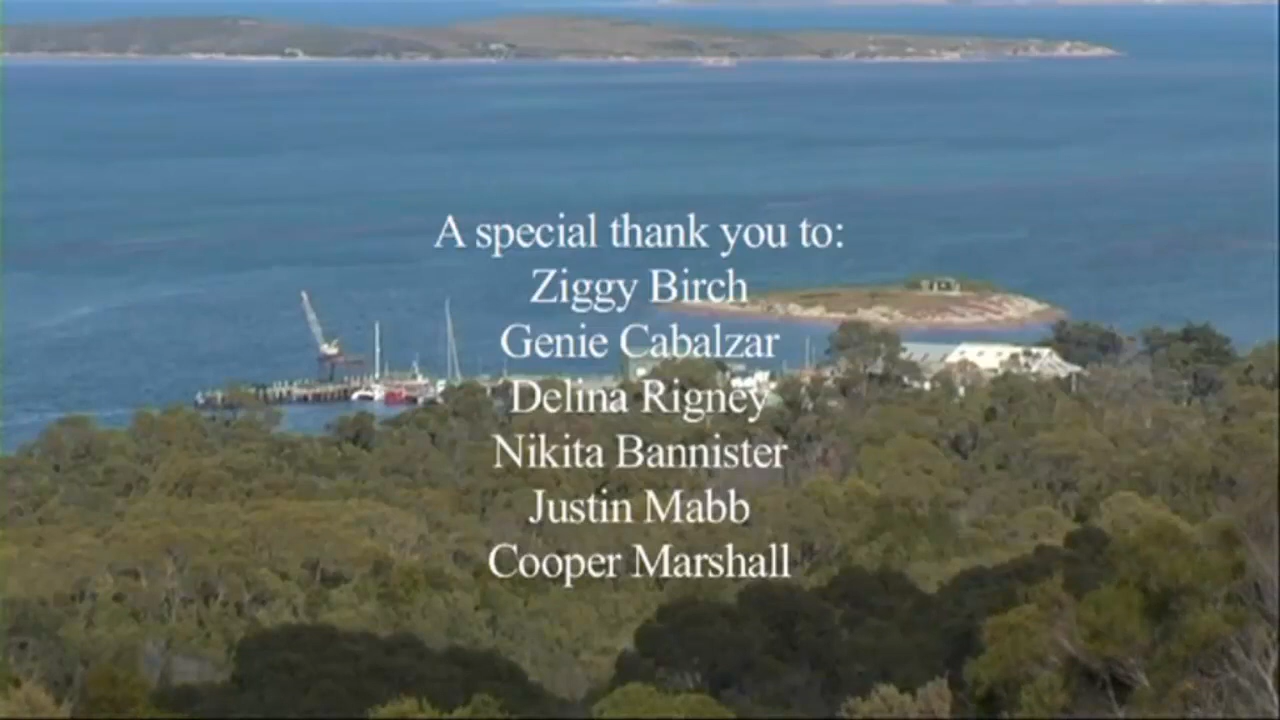 A special thank you to:
Ziggy Birch
Genie Cabalzar
Delina Rigney
Nikita Bannister
Justin Mabb
Cooper Marshall